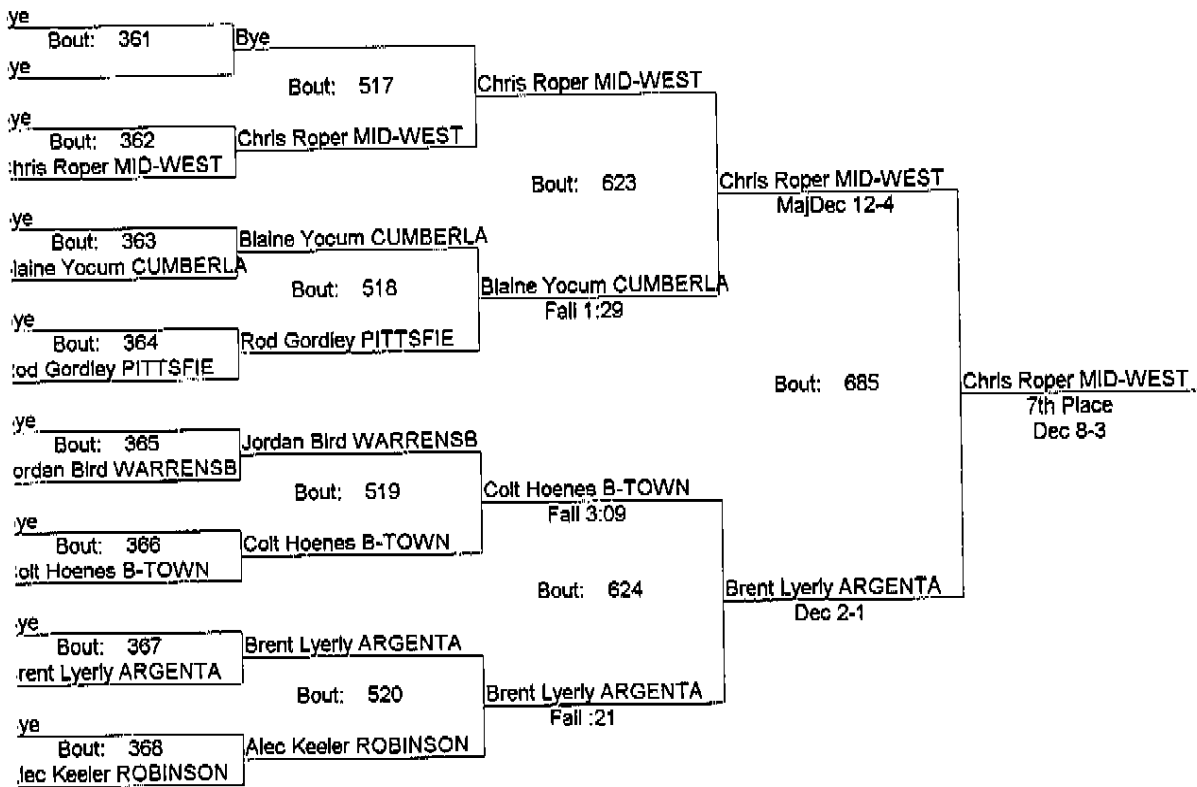 ye
Bout: 361
Bye
ye
Bout: 517
Chris Roper MID-WEST
ye
Bout: 362
Chris Roper MID-WEST
hris Roper MID-WEST
Bout: 623
Chris Roper MID-WEST
MajDec 12-4
ye
Bout: 363
Blaine Yocum CUMBERLA
laine Yocum CUMBERLA
Bout: 518
Blaine Yocum CUMBERLA
Fall 1:29
ye
Bout: 364
Rod Gordley PITTSFIE
od Gordley PITTSFIE
Bout: 685
Chris Roper MID-WEST
7th Place
Dec 8-3
ye
Bout: 365
Jordan Bird WARRENSB
ordan Bird WARRENSB
Bout: 519
Colt Hoenes B-TOWN
Fall 3:09
ye
Bout: 366
Colt Hoenes B-TOWN
olt Hoenes B-TOWN
Bout: 624
Brent Lyerly ARGENTA
Dec 2-1
ye
Bout: 367
Brent Lyerly ARGENTA
rent Lyerly ARGENTA
Bout: 520
Brent Lyerly ARGENTA
Fall :21
ye
Bout: 368
Alec Keeler ROBINSON
lec Keeler ROBINSON